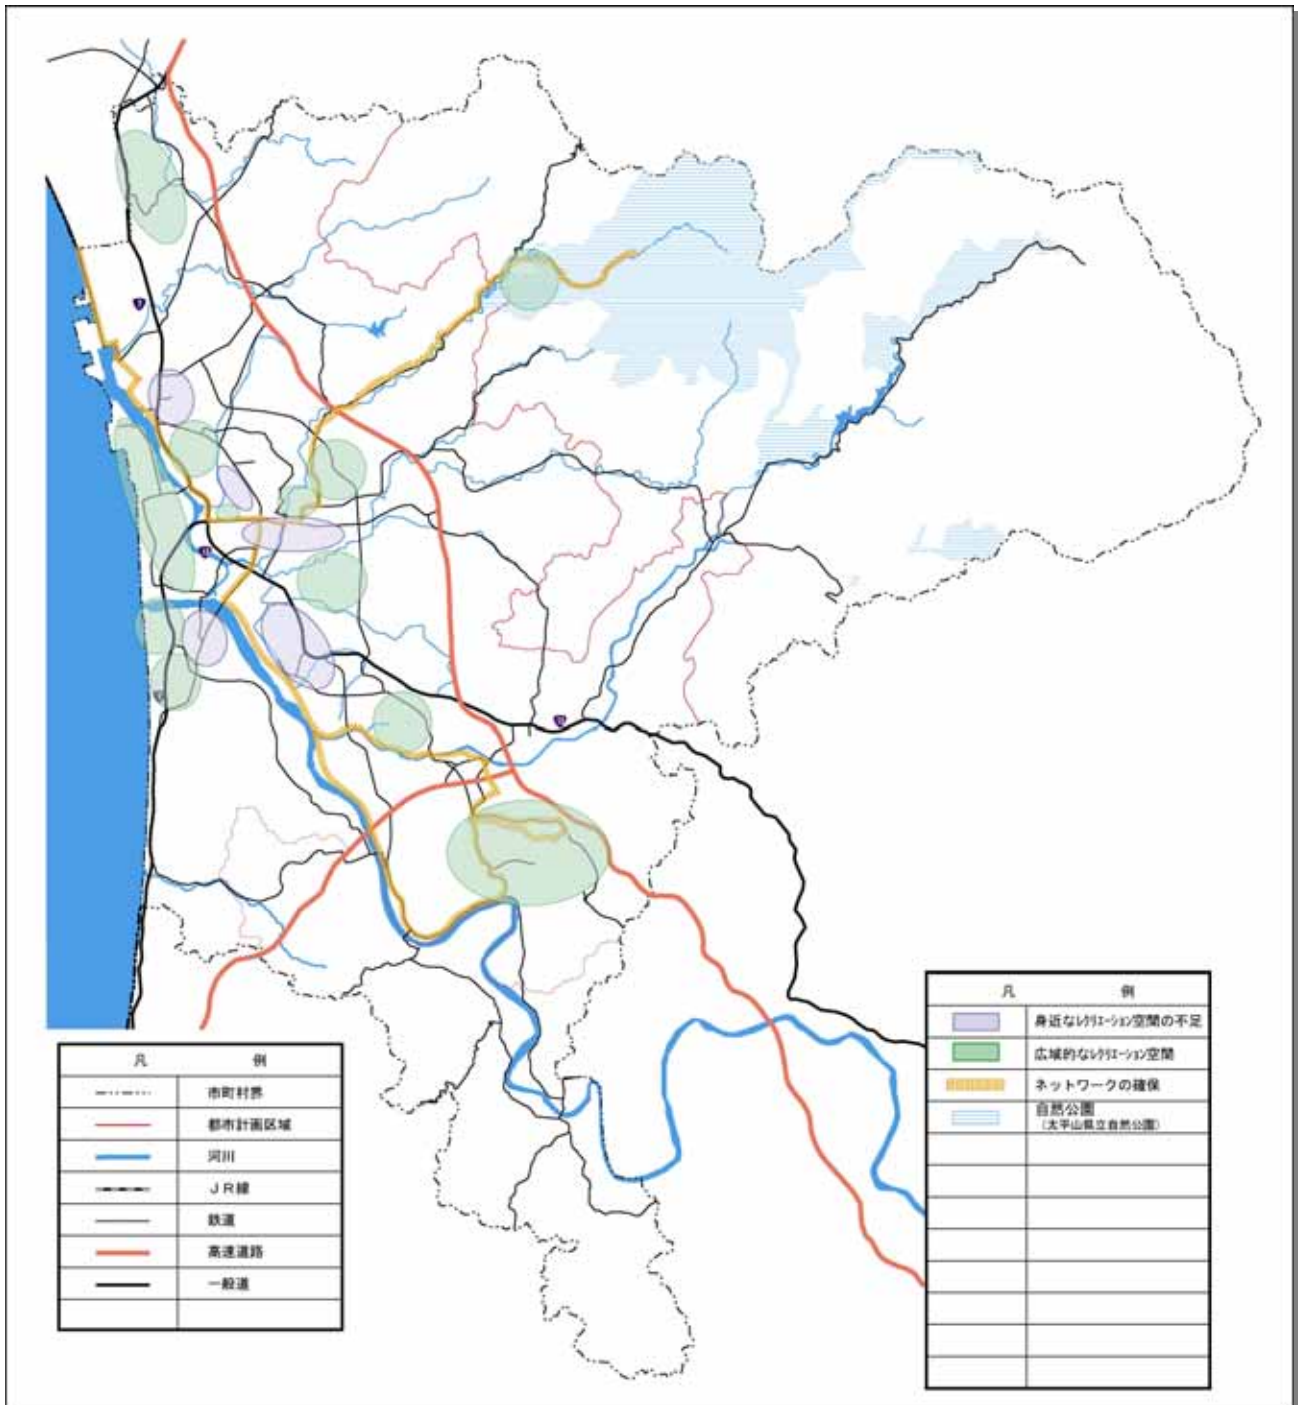 7
13
13
凡 例
市町村界
都市計画区域
河川
JR線
鉄道
高速道路
一般道
凡 例
身近なレクリエーション空間の不足
広域的なレクリエーション空間
ネットワークの確保
自然公園
(太平山県立自然公園)